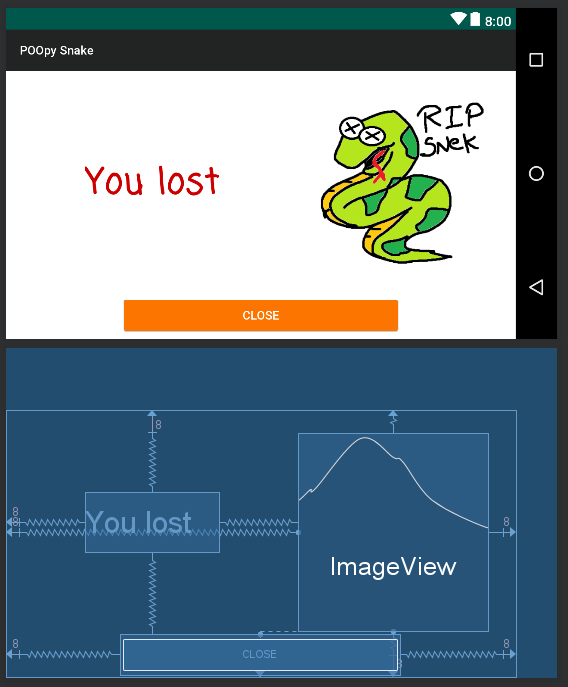 8:00
POOpy Snake
RIP
SNEK
You lost
CLOSE
8
8
8
8
You lost
ImageView
8
CLOSE
8
8